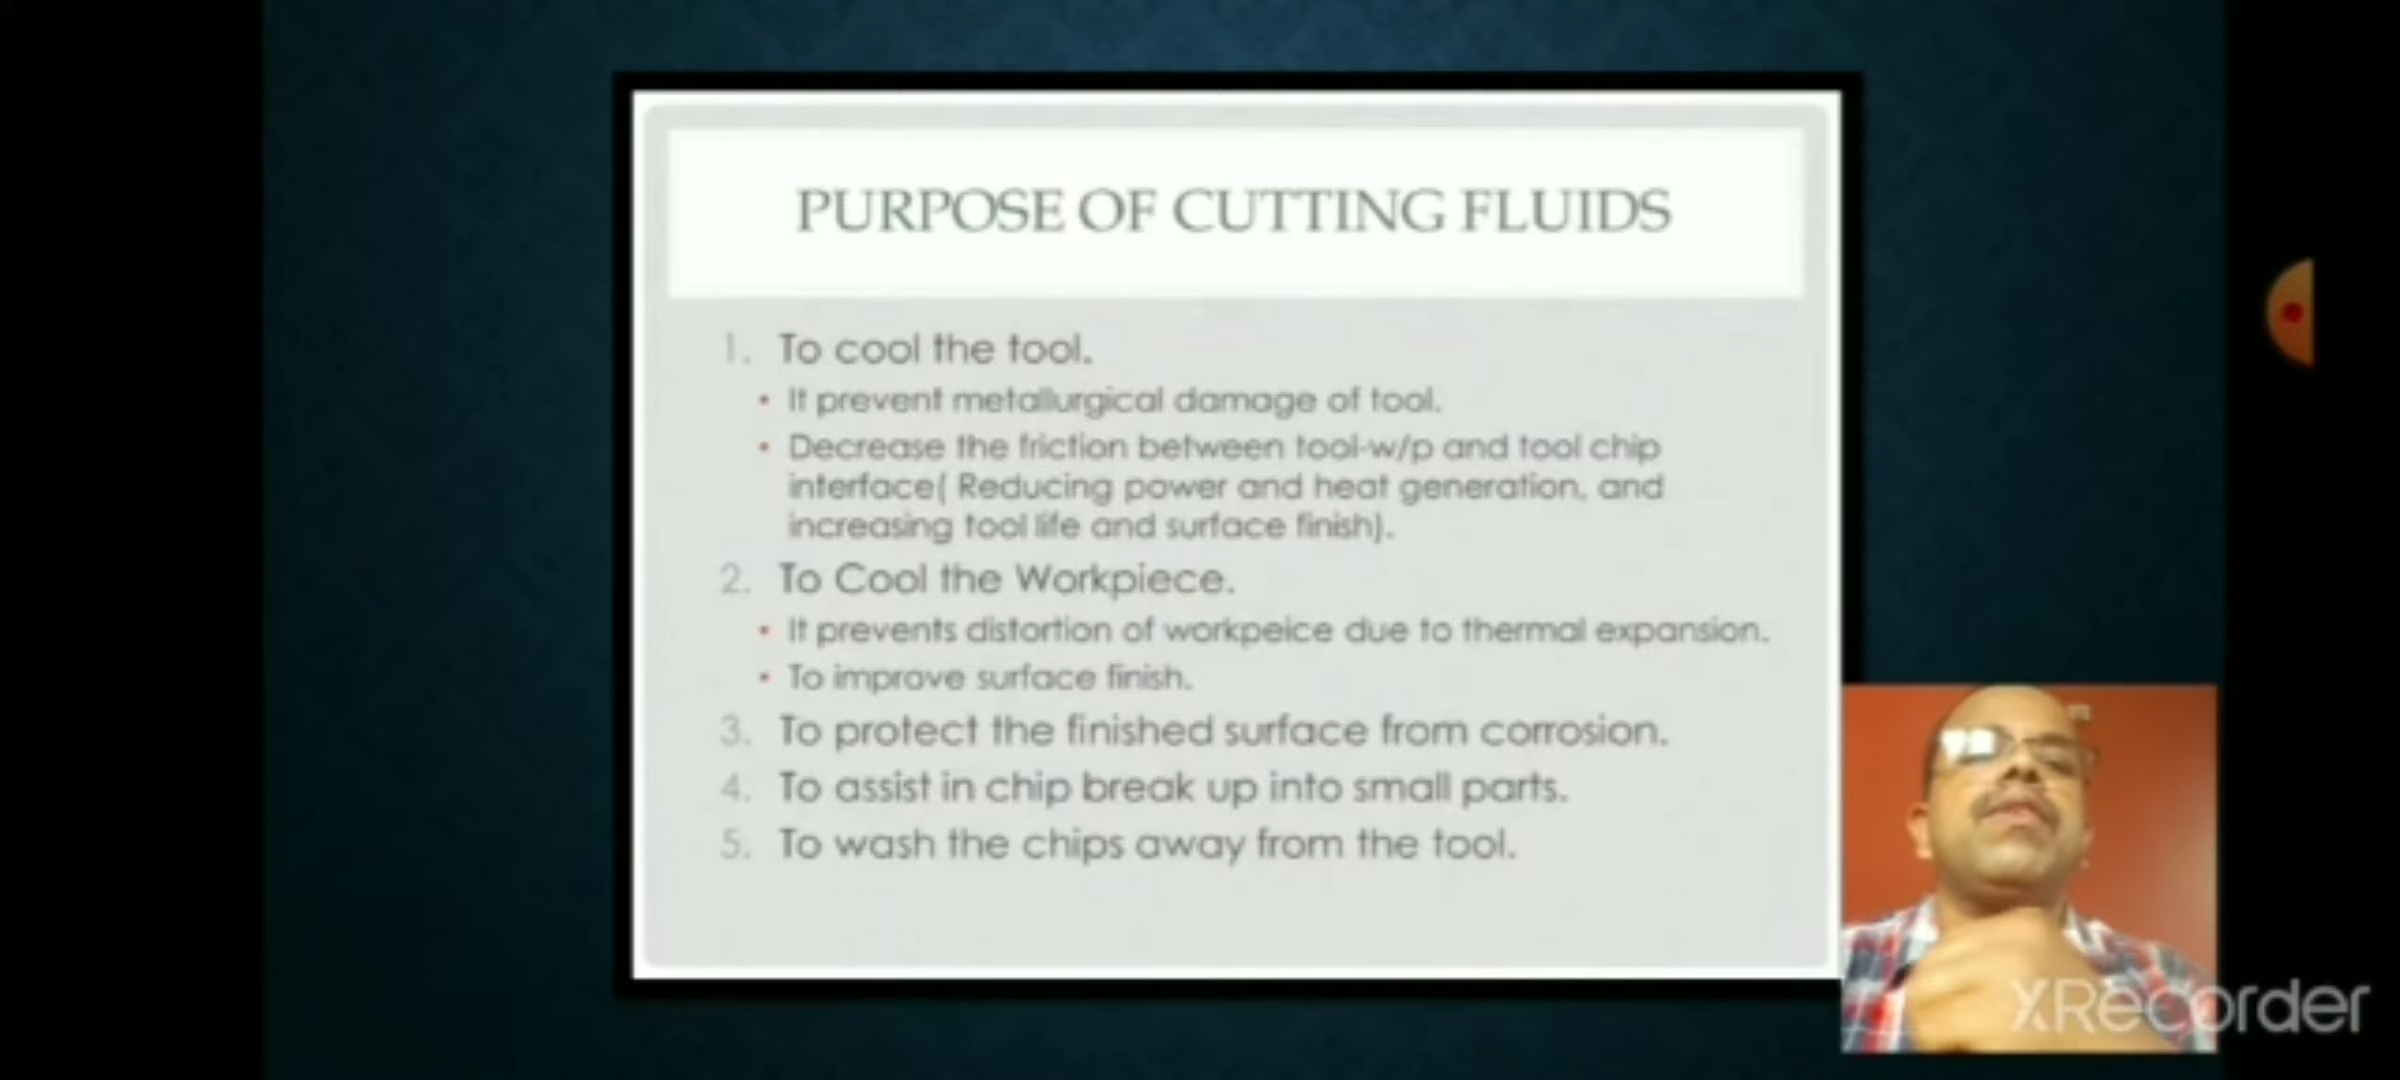 PURPOSE OF CUTTING FLUIDS
1. To cool the tool.
• It prevent metallurgical damage of tool.
• Decrease the friction between tool-w/p and tool chip
interface( Reducing power and heat generation, and
increasing tool life and surface finish).
2. To Cool the Workpiece.
• It prevents distortion of workpeice due to thermal expansion.
• To improve surface finish.
3. To protect the finished surface from corrosion.
4. To assist in chip break up into small parts.
5. To wash the chips away from the tool.
XRecorder